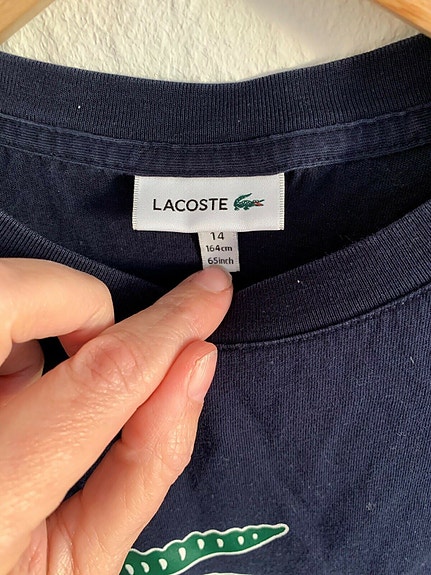 LACOSTE
14
164cm
65inch